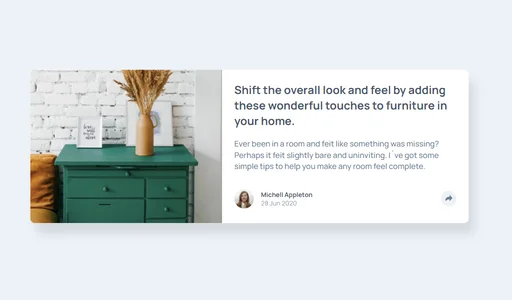 Shift the overall look and feel by adding
these wonderful touches to furniture in
your home.
Ever been in a room and felt like something was missing?
Perhaps it felt slightly bare and uninviting. I´ve got some
simple tips to help you make any room feel complete.
Michell Appleton
28 Jun 2020